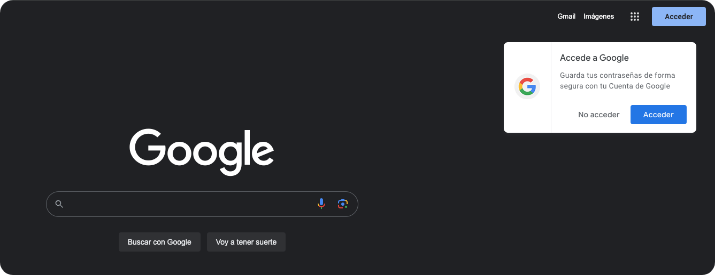 Gmail Imágenes Acceder
Accede a Google
Guarda tus contraseñas de forma
segura con tu Cuenta de Google
No acceder Acceder
Google
Buscar con Google Voy a tener suerte